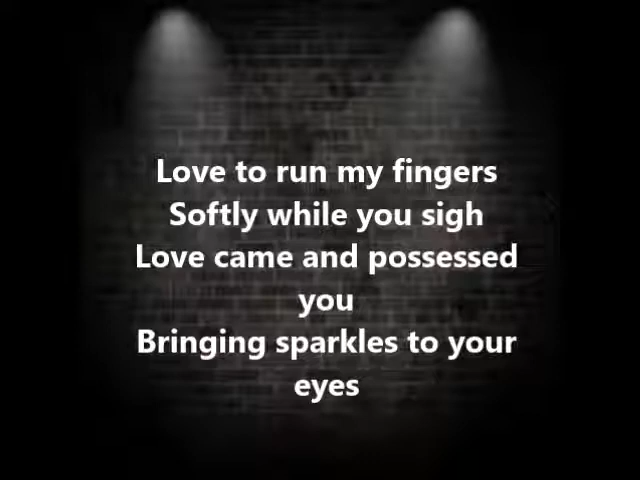 Love to run my fingers
Softly while you sigh
Love came and possessed
you
Bringing sparkles to your
eyes